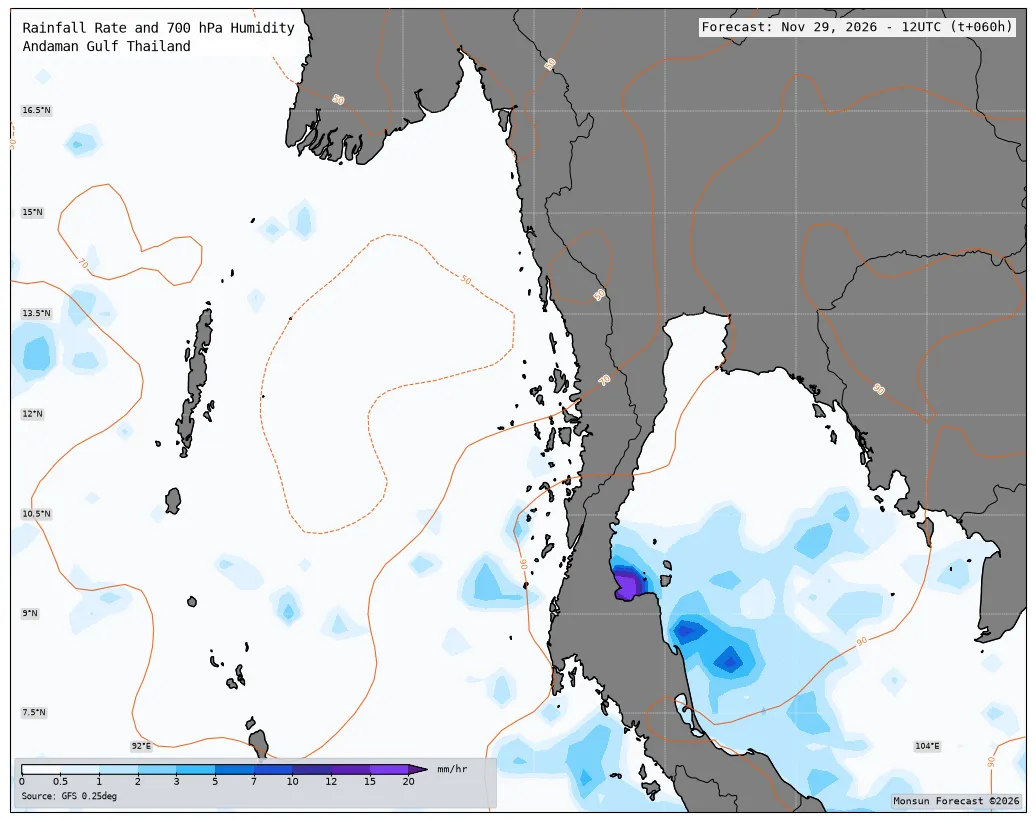 Rainfall Rate and 700 hPa Humidity
Andaman Gulf Thailand
Forecast: Nov 29, 2026 - 12UTC (t+060h)
50
50
16.5°N
15°N
70
50
50
13.5°N
70
90
12°N
10.5°N
90
9°N
90
7.5°N
92°E
104°E
90
mm/hr
0 0.5 1 2 3 5 7 10 12 15 20
Source: GFS 0.25deg
Monsun Forecast ©2026